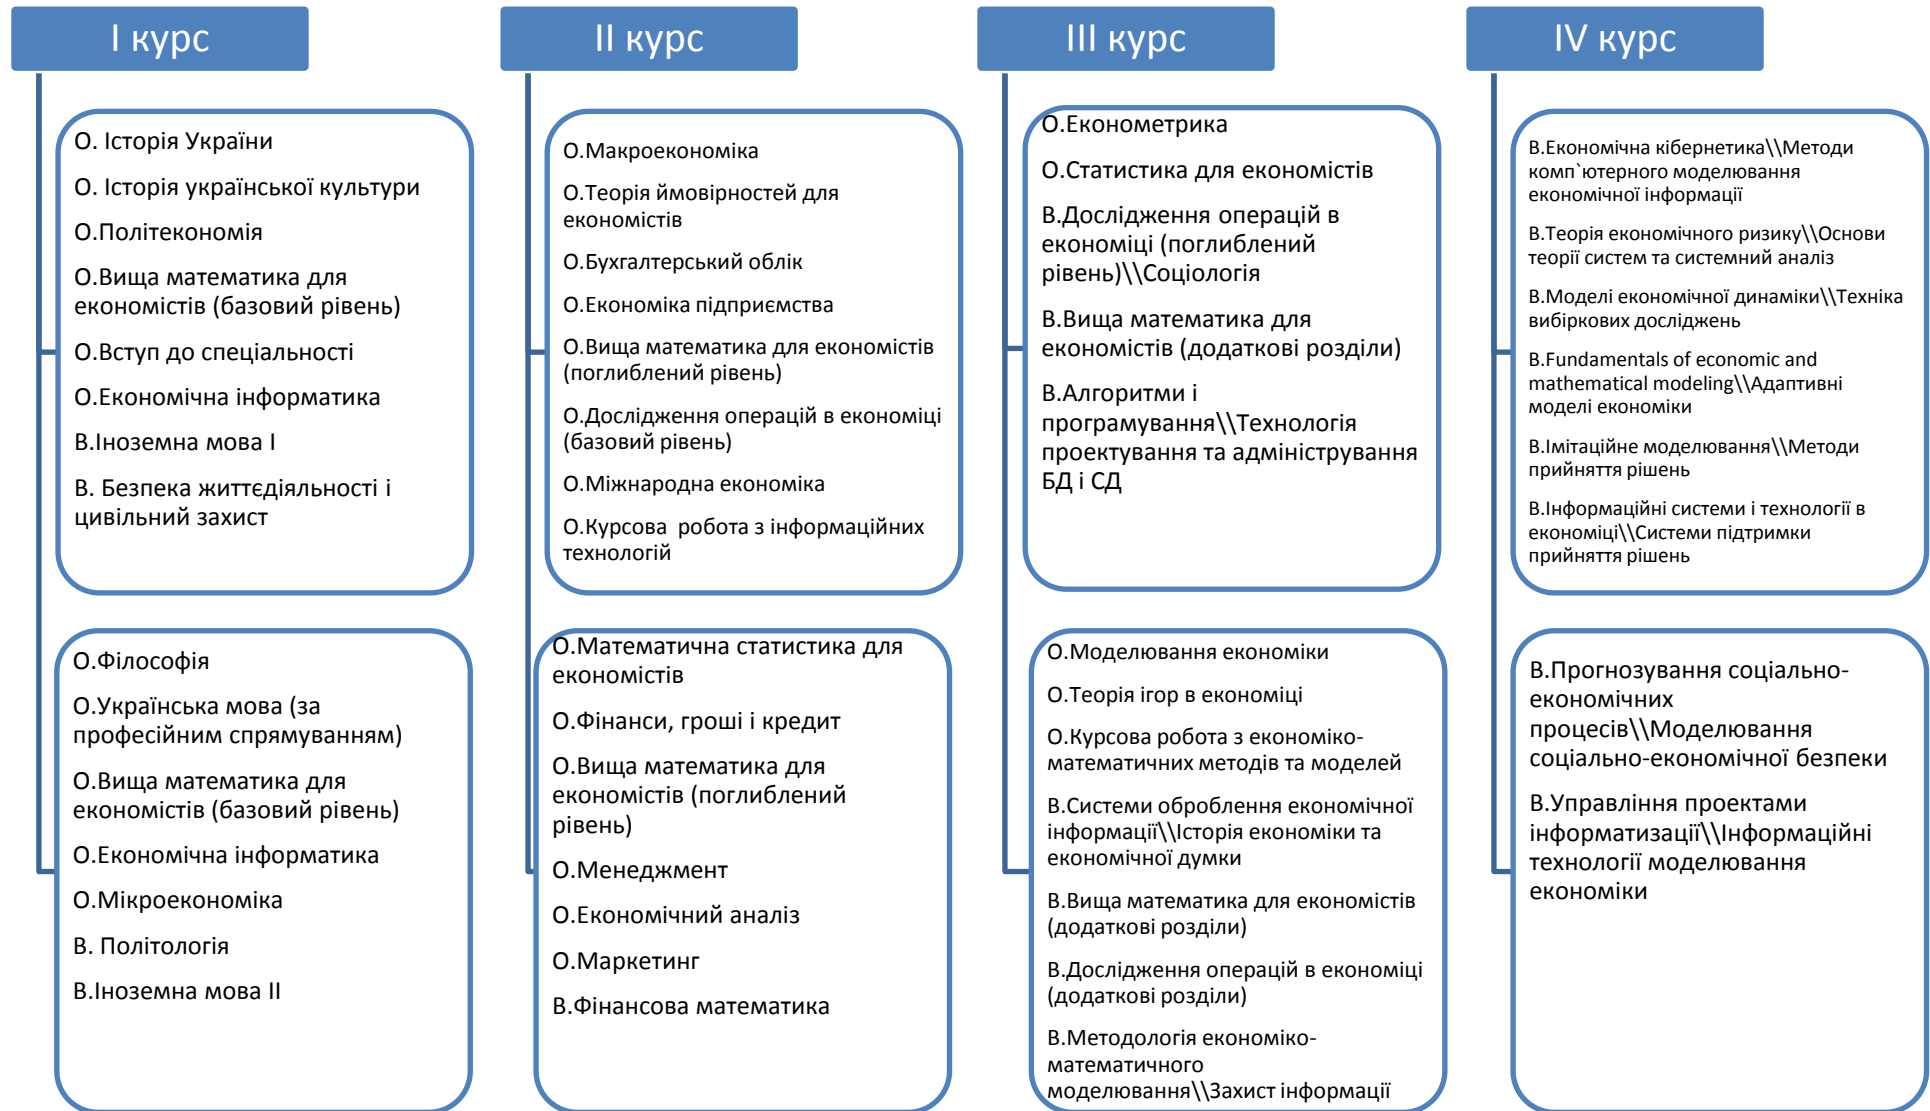 I курс
О. Історія України
О. Історія української культури
О.Політекономія
О.Вища математика для
економістів (базовий рівень)
О.Вступ до спеціальності
О.Економічна інформатика
В.Іноземна мова І
В. Безпека життєдіяльності і
цивільний захист
О.Філософія
О.Українська мова (за
професійним спрямуванням)
О.Вища математика для
економістів (базовий рівень)
О.Економічна інформатика
О.Мікроекономіка
В. Політологія
В.Іноземна мова ІІ
II курс
О.Макроекономіка
О.Теорія ймовірностей для
економістів
О.Бухгалтерський облік
О.Економіка підприємства
О.Вища математика для економістів
(поглиблений рівень)
О.Дослідження операцій в економіці
(базовий рівень)
О.Міжнародна економіка
О.Курсова  робота з інформаційних
технологій
О.Математична статистика для
економістів
О.Фінанси, гроші і кредит
О.Вища математика для
економістів (поглиблений
рівень)
О.Менеджмент
О.Економічний аналіз
О.Маркетинг
В.Фінансова математика
III курс
О.Економетрика
О.Статистика для економістів
В.Дослідження операцій в
економіці (поглиблений
рівень)\\Соціологія
В.Вища математика для
економістів (додаткові розділи)
В.Алгоритми і
програмування\\Технологія
проектування та адміністрування
БД і СД
О.Моделювання економіки
О.Теорія ігор в економіці
О.Курсова робота з економіко-
математичних методів та моделей
В.Системи оброблення економічної
інформації\\Історія економіки та
економічної думки
В.Вища математика для економістів
(додаткові розділи)
В.Дослідження операцій в економіці
(додаткові розділи)
В.Методологія економіко-
математичного
моделювання\\Захист інформації
IV курс
В.Економічна кібернетика\\Методи
комп`ютерного моделювання
економічної інформації
В.Теорія економічного ризику\\Основи
теорії систем та системний аналіз
В.Моделі економічної динаміки\\Техніка
вибіркових досліджень
В.Fundamentals of economic and
mathematical modeling\\Адаптивні
моделі економіки
В.Імітаційне моделювання\\Методи
прийняття рішень
В.Інформаційні системи і технології в
економіці\\Системи підтримки
прийняття рішень
В.Прогнозування соціально-
економічних
процесів\\Моделювання
соціально-економічної безпеки
В.Управління проектами
інформатизації\\Інформаційні
технології моделювання
економіки